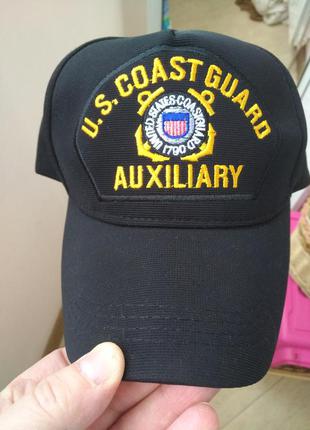 U.S. COAST GUARD
UNITED STATES COAST GUARD
1790
AUXILIARY